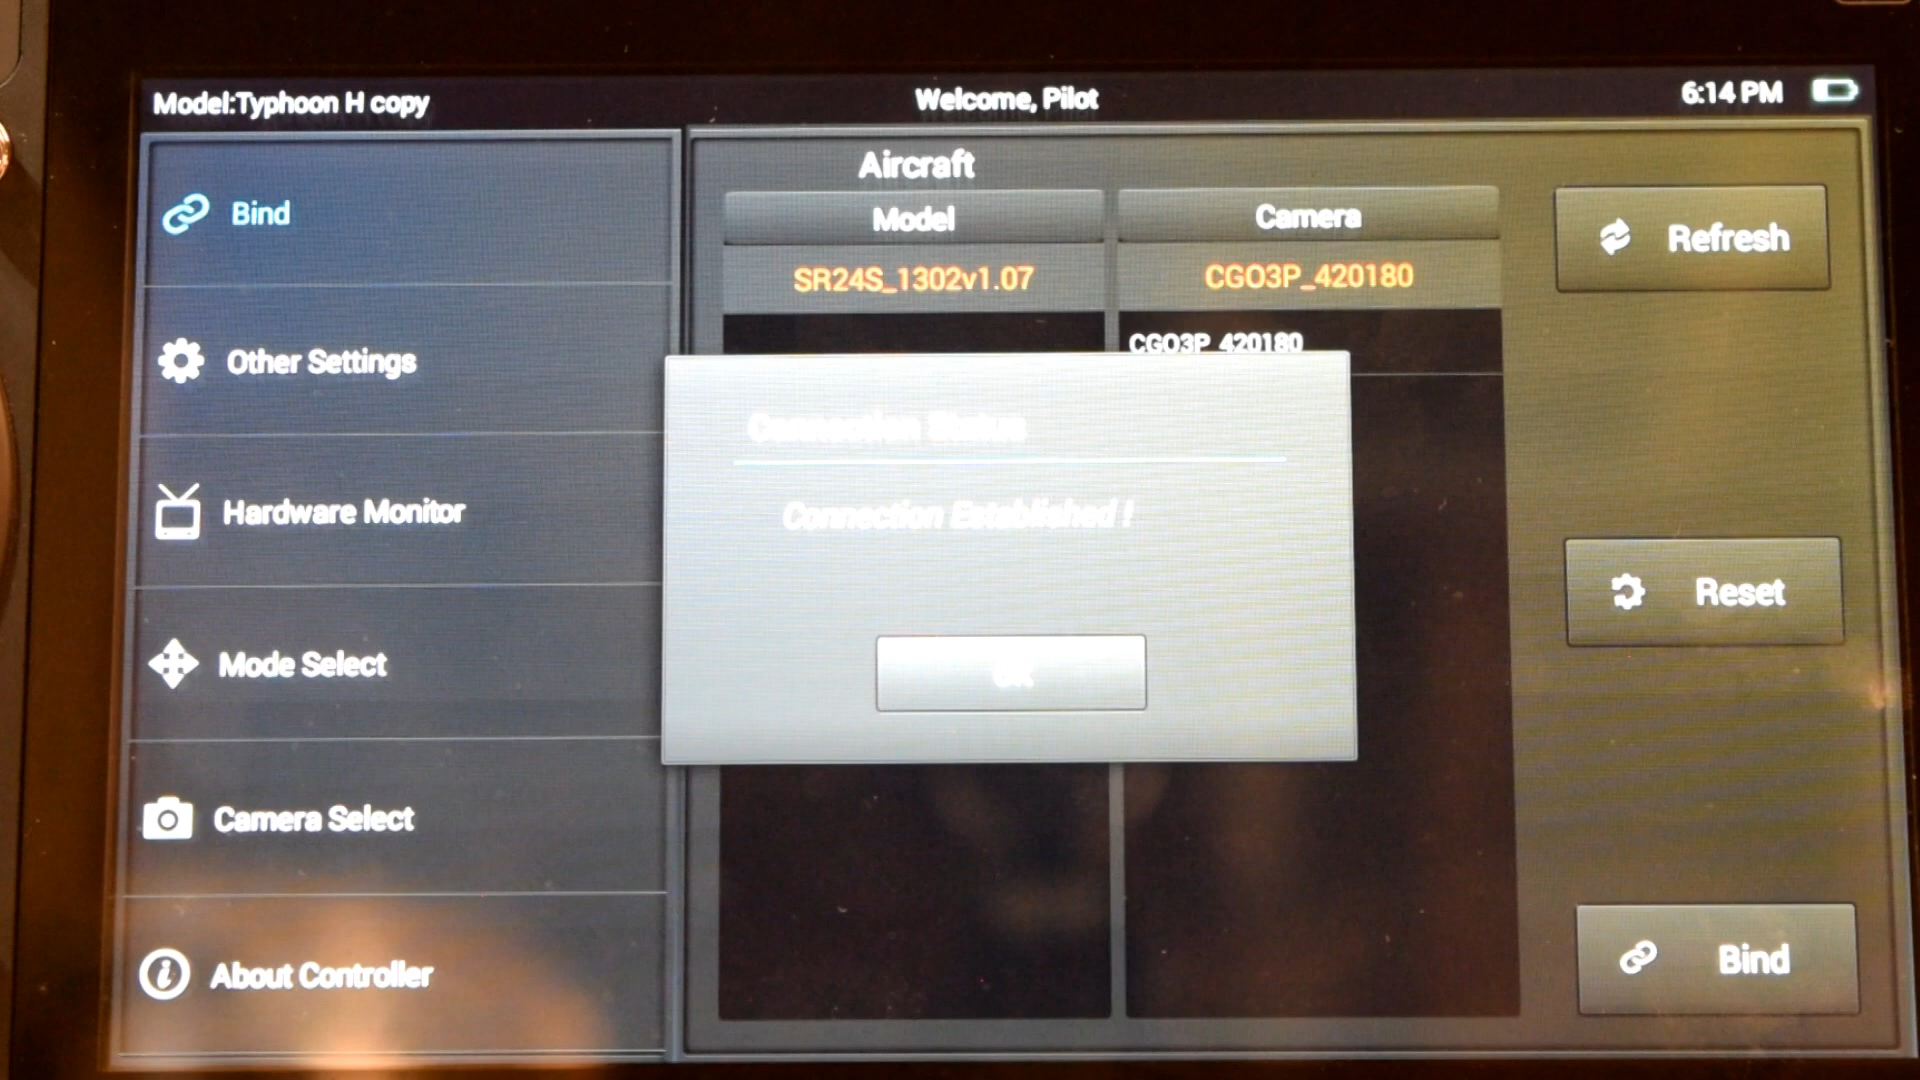 Model:Typhoon H copy
Welcome, Pilot
6:14 PM
Bind
Other Settings
Hardware Monitor
Mode Select
Camera Select
About Controller
Aircraft
Model
Camera
SR24S_1302v1.07
CGO3P_420180
CGO3P_420180
Connection Status
Connection Established !
OK
Refresh
Reset
Bind